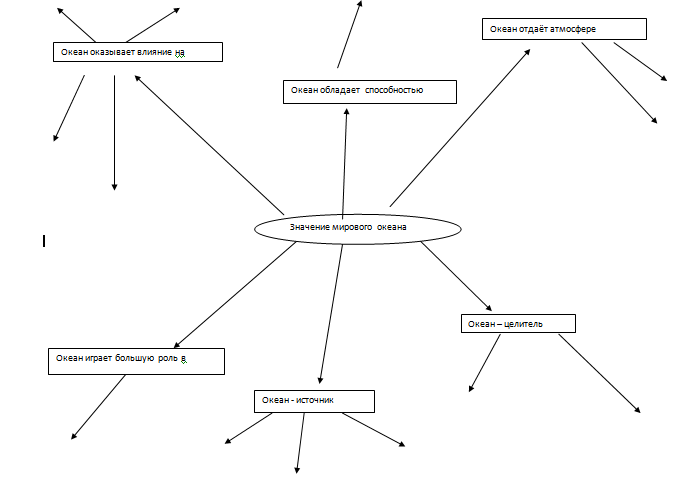 Океан отдаёт атмосфере
Океан оказывает влияние на
Океан обладает способностью
Значение мирового океана
Океан – целитель
Океан играет большую роль в
Океан - источник